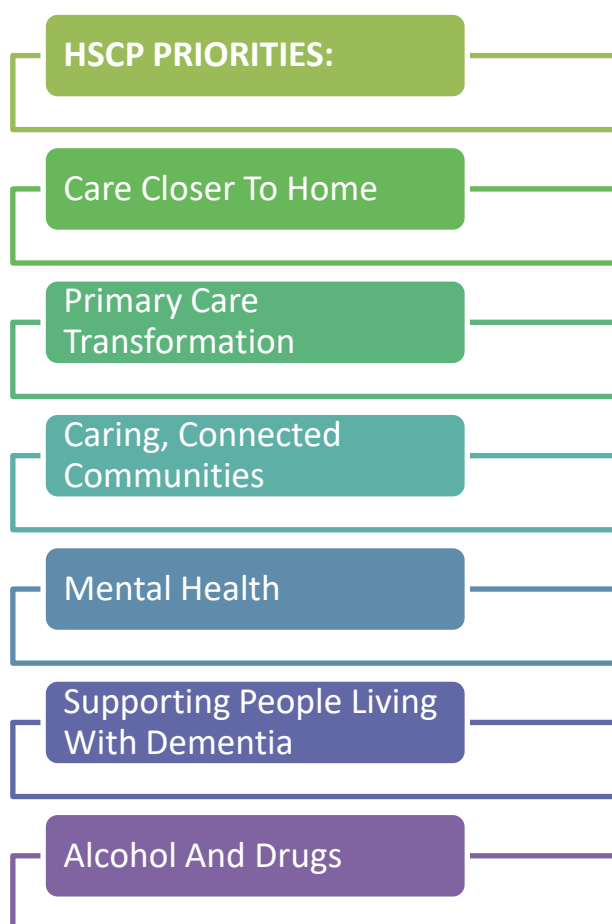 HSCP PRIORITIES:
Care Closer To Home
Primary Care
Transformation
Caring, Connected
Communities
Mental Health
Supporting People Living
With Dementia
Alcohol And Drugs